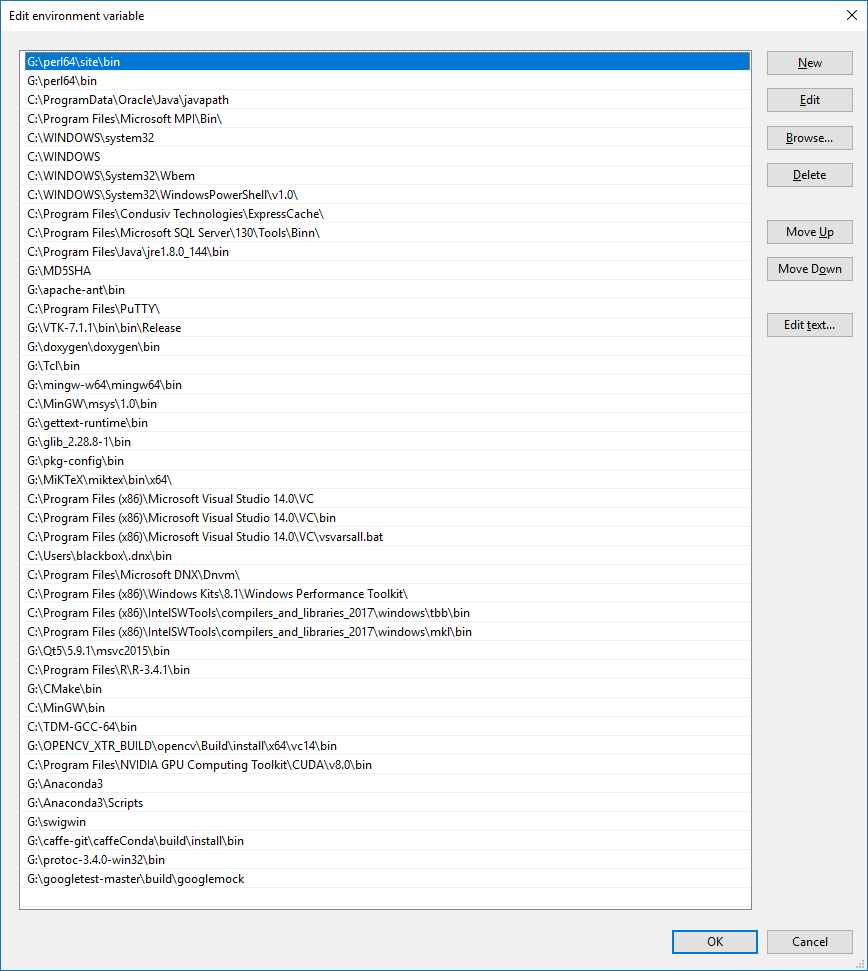 Edit environment variable
G:\perl64\site\bin
G:\perl64\bin
C:\ProgramData\Oracle\Java\javapath
C:\Program Files\Microsoft MPI\Bin\
C:\WINDOWS\system32
C:\WINDOWS
C:\WINDOWS\System32\Wbem
C:\WINDOWS\System32\WindowsPowerShell\v1.0\
C:\Program Files\Condusiv Technologies\ExpressCache\
C:\Program Files\Microsoft SQL Server\130\Tools\Binn\
C:\Program Files\Java\jre1.8.0_144\bin
G:\MD5SHA
G:\apache-ant\bin
C:\Program Files\PuTTY\
G:\VTK-7.1.1\bin\bin\Release
G:\doxygen\doxygen\bin
G:\Tcl\bin
G:\mingw-w64\mingw64\bin
C:\MinGW\msys\1.0\bin
G:\gettext-runtime\bin
G:\glib_2.28.8-1\bin
G:\pkg-config\bin
G:\MiKTeX\miktex\bin\x64\
C:\Program Files (x86)\Microsoft Visual Studio 14.0\VC
C:\Program Files (x86)\Microsoft Visual Studio 14.0\VC\bin
C:\Program Files (x86)\Microsoft Visual Studio 14.0\VC\vsvarsall.bat
C:\Users\blackbox\.dnx\bin
C:\Program Files\Microsoft DNX\Dnvm\
C:\Program Files (x86)\Windows Kits\8.1\Windows Performance Toolkit\
C:\Program Files (x86)\IntelSWTools\compilers_and_libraries_2017\windows\tbb\bin
C:\Program Files (x86)\IntelSWTools\compilers_and_libraries_2017\windows\mkl\bin
G:\Qt5\5.9.1\msvc2015\bin
C:\Program Files\R\R-3.4.1\bin
G:\CMake\bin
C:\MinGW\bin
C:\TDM-GCC-64\bin
G:\OPENCV_XTR_BUILD\opencv\Build\install\x64\vc14\bin
C:\Program Files\NVIDIA GPU Computing Toolkit\CUDA\v8.0\bin
G:\Anaconda3
G:\Anaconda3\Scripts
G:\swigwin
G:\caffe-git\caffeConda\build\install\bin
G:\protoc-3.4.0-win32\bin
G:\googletest-master\build\googlemock
New
Edit
Browse...
Delete
Move Up
Move Down
Edit text...
OK
Cancel